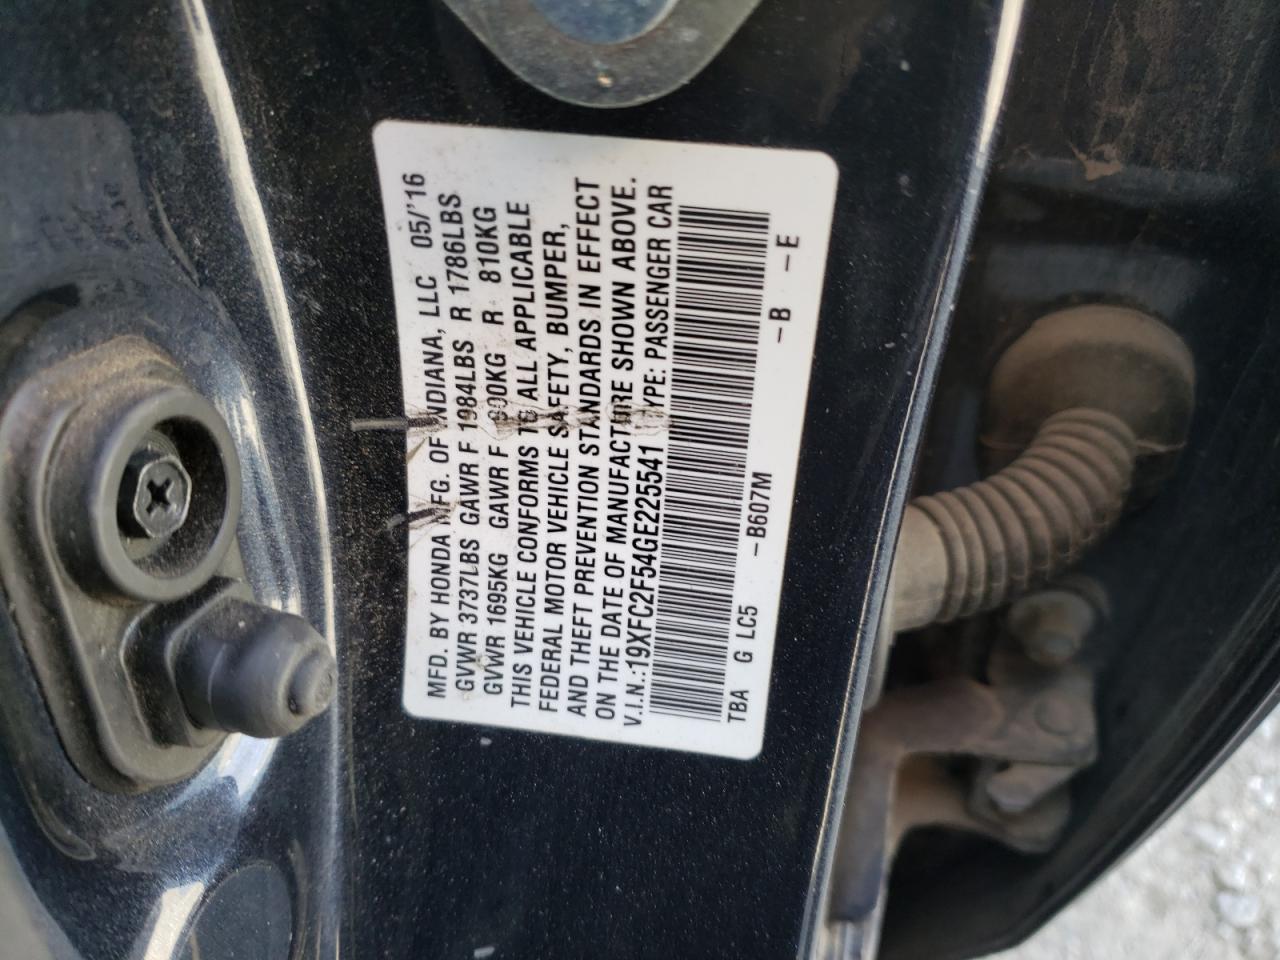 MFD. BY HONDA MFG. OF INDIANA, LLC 05/'16
GVWR 3737LBS GAWR F 1984LBS R 1786LBS
GVWR 1695KG GAWR F 900KG R 810KG
THIS VEHICLE CONFORMS TO ALL APPLICABLE
FEDERAL MOTOR VEHICLE SAFETY, BUMPER,
AND THEFT PREVENTION STANDARDS IN EFFECT
ON THE DATE OF MANUFACTURE SHOWN ABOVE.
V.I.N.:19XFC2F54GE225541 TYPE: PASSENGER CAR
TBA G LC5 -B607M -B -E